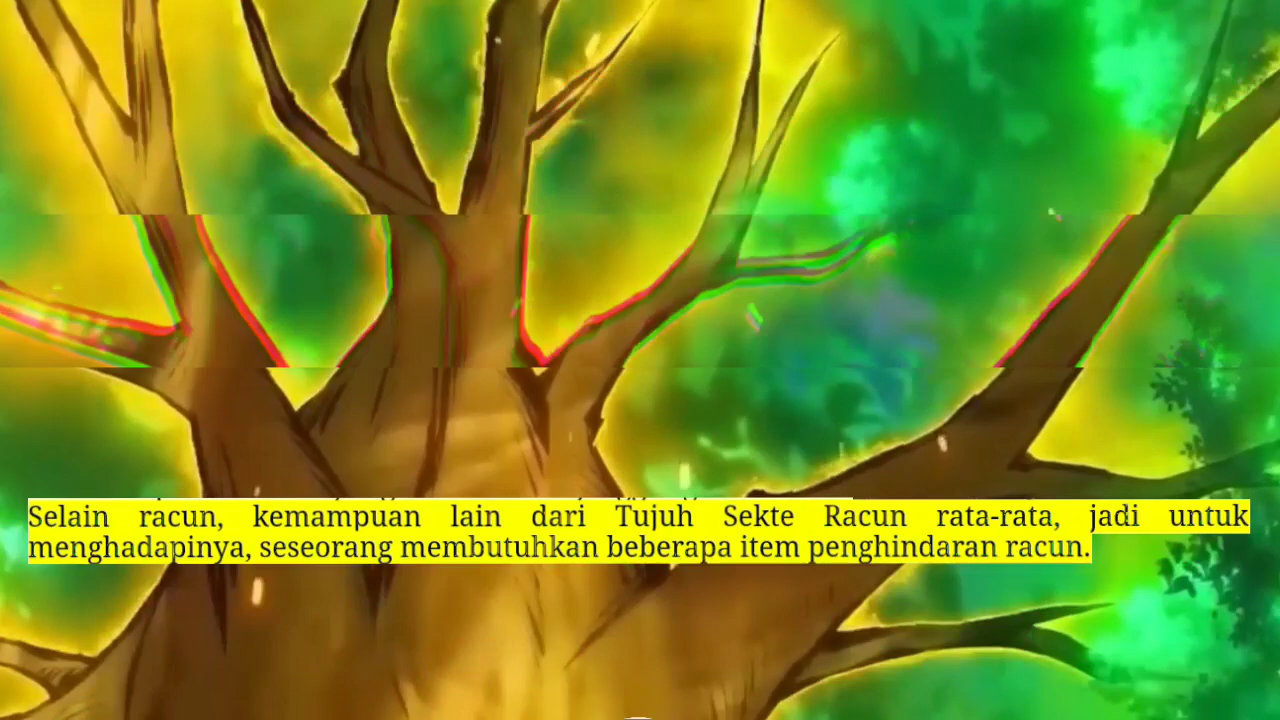 Selain racun, kemampuan lain dari Tujuh Sekte Racun rata-rata, jadi untuk
menghadapinya, seseorang membutuhkan beberapa item penghindaran racun.